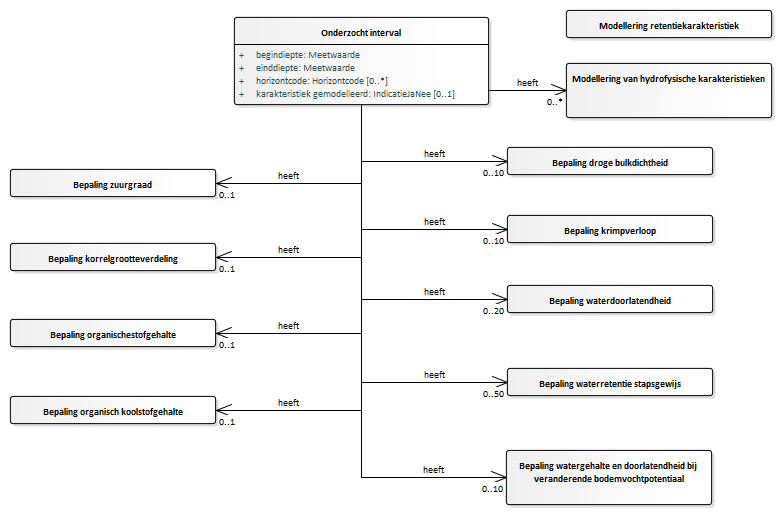 Onderzocht interval
+ begindiepte: Meetwaarde
+ einddiepte: Meetwaarde
+ horizontcode: Horizontcode [0..*]
+ karakteristiek gemodelleerd: IndicatieJaNee [0..1]
Modellering retentiekarakteristiek
heeft
0..*
Modellering van hydrofysische karakteristieken
heeft
0..10
Bepaling droge bulkdichtheid
Bepaling zuurgraad
heeft
0..1
heeft
0..10
Bepaling krimpverloop
Bepaling korrelgrootteverdeling
heeft
0..1
heeft
0..20
Bepaling waterdoorlatendheid
Bepaling organischestofgehalte
heeft
0..1
heeft
0..50
Bepaling waterretentie stapsgewijs
Bepaling organisch koolstofgehalte
heeft
0..1
heeft
0..10
Bepaling watergehalte en doorlatendheid bij
veranderende bodemvochtpotentiaal